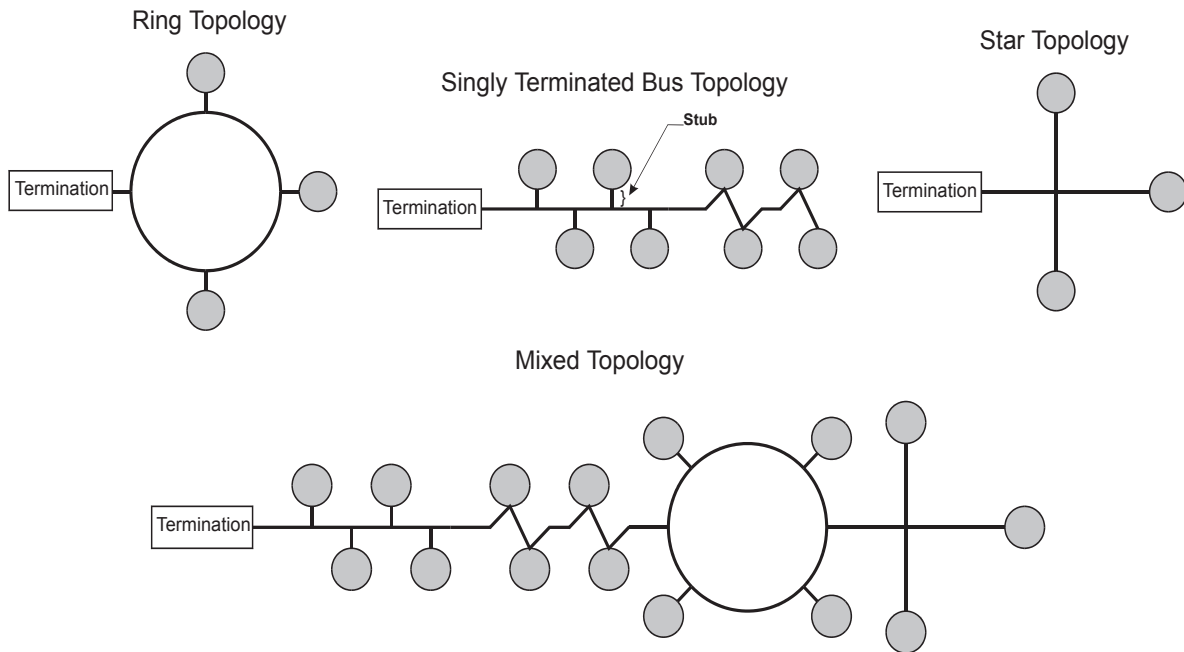 Ring Topology
Termination
Singly Terminated Bus Topology
Stub
Termination
}
Star Topology
Termination
Mixed Topology
Termination